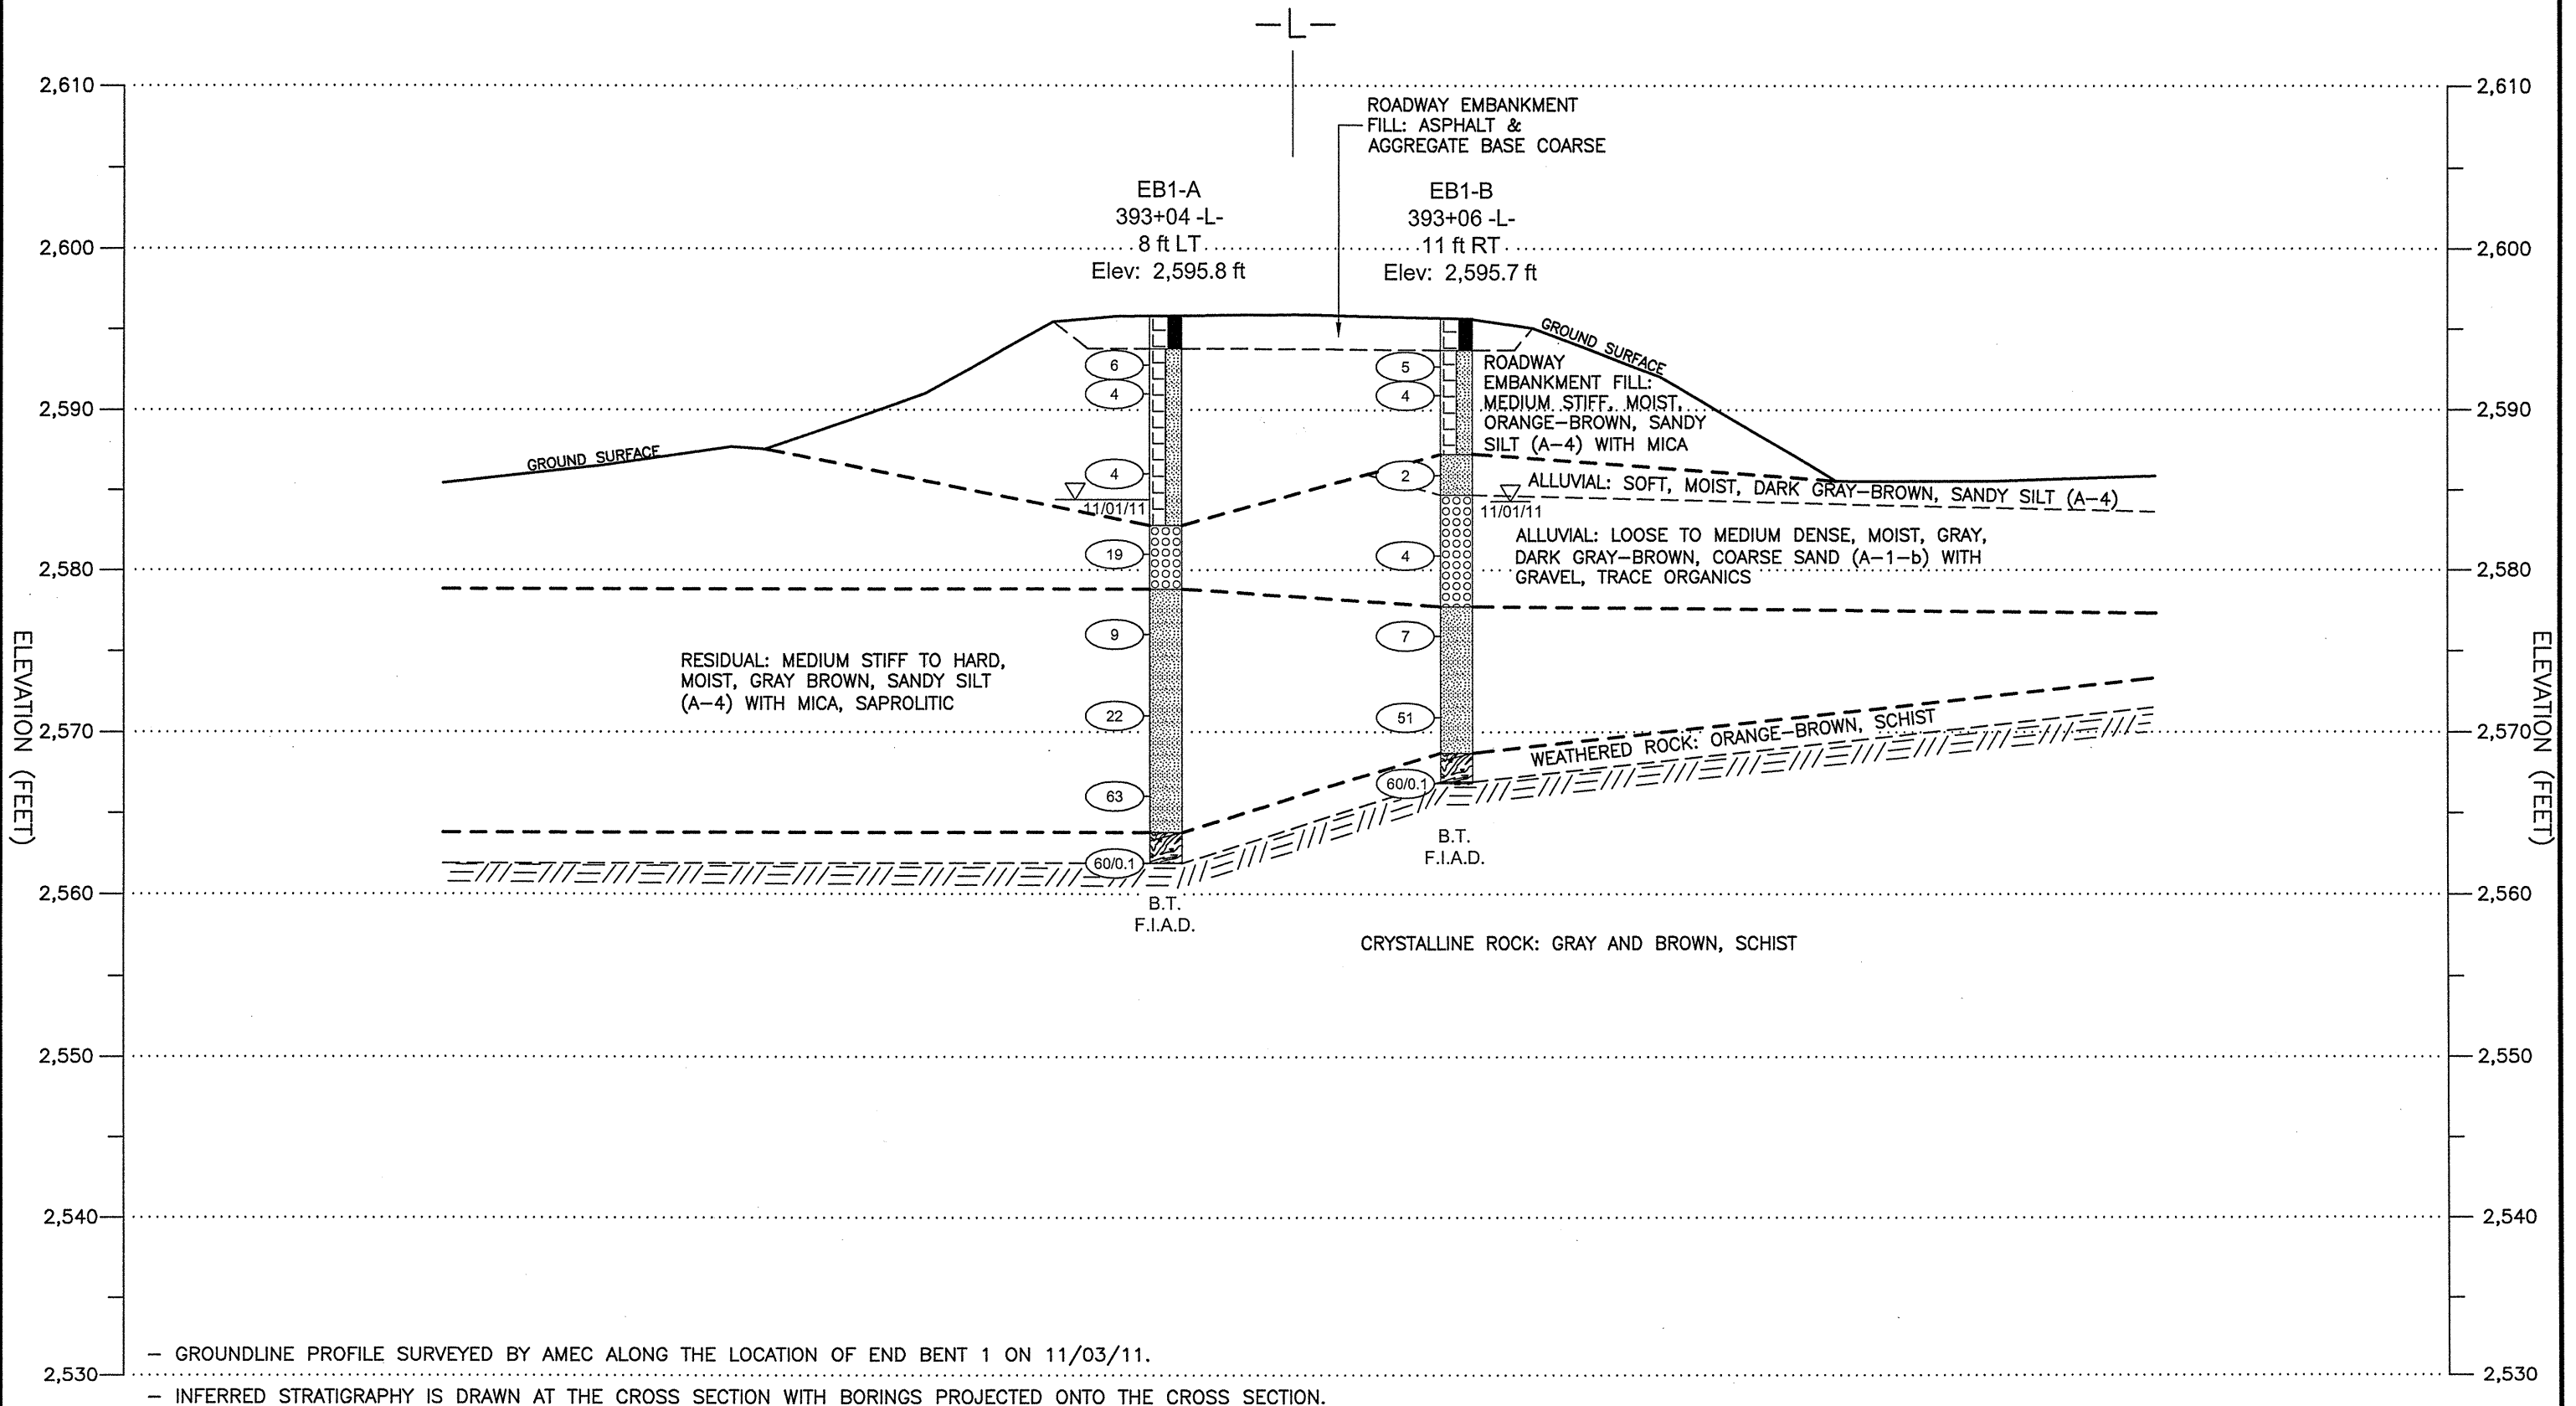 -L-
2,610
2,610
ROADWAY EMBANKMENT
FILL: ASPHALT &
AGGREGATE BASE COARSE
EB1-A
393+04 -L-
8 ft LT
Elev: 2,595.8 ft
EB1-B
393+06 -L-
11 ft RT
Elev: 2,595.7 ft
2,600
2,600
GROUND SURFACE
6
4
4
19
9
22
63
60/0.1
5
4
2
4
7
51
60/0.1
ROADWAY
EMBANKMENT FILL:
MEDIUM STIFF, MOIST,
ORANGE-BROWN, SANDY
SILT (A-4) WITH MICA
2,590
2,590
GROUND SURFACE
ALLUVIAL: SOFT, MOIST, DARK GRAY-BROWN, SANDY SILT (A-4)
11/01/11
11/01/11
ALLUVIAL: LOOSE TO MEDIUM DENSE, MOIST, GRAY,
DARK GRAY-BROWN, COARSE SAND (A-1-b) WITH
GRAVEL, TRACE ORGANICS
2,580
2,580
ELEVATION (FEET)
ELEVATION (FEET)
RESIDUAL: MEDIUM STIFF TO HARD,
MOIST, GRAY BROWN, SANDY SILT
(A-4) WITH MICA, SAPROLITIC
2,570
2,570
WEATHERED ROCK: ORANGE-BROWN, SCHIST
B.T.
F.I.A.D.
2,560
2,560
B.T.
F.I.A.D.
CRYSTALLINE ROCK: GRAY AND BROWN, SCHIST
2,550
2,550
2,540
2,540
- GROUNDLINE PROFILE SURVEYED BY AMEC ALONG THE LOCATION OF END BENT 1 ON 11/03/11.
2,530
2,530
- INFERRED STRATIGRAPHY IS DRAWN AT THE CROSS SECTION WITH BORINGS PROJECTED ONTO THE CROSS SECTION.